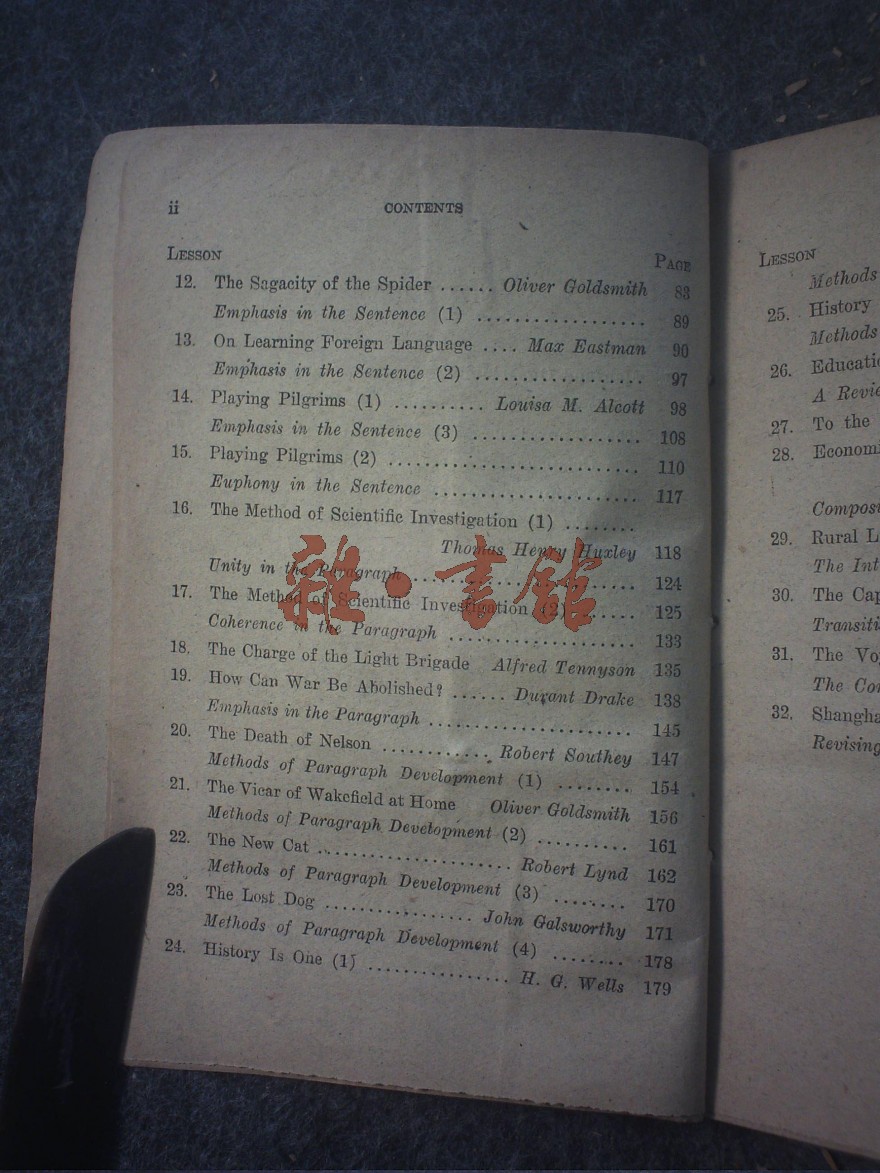 ii CONTENTS
LESSON PAGE
12. The Sagacity of the Spider ...... Oliver Goldsmith 83
Emphasis in the Sentence (1) .................. 89
13. On Learning Foreign Language .... Max Eastman 90
Emphasis in the Sentence (2) .................. 97
14. Playing Pilgrims (1) .......... Louisa M. Alcott 98
Emphasis in the Sentence (3) .................. 108
15. Playing Pilgrims (2) ........................... 110
Euphony in the Sentence ...................... 117
16. The Method of Scientific Investigation (1) ........
Thomas Henry Huxley 118
Unity in the Paragraph ........................ 124
17. The Method of Scientific Investigation (2) ....... 125
Coherence in the Paragraph .................... 133
18. The Charge of the Light Brigade Alfred Tennyson 135
19. How Can War Be Abolished? ...... Durant Drake 138
Emphasis in the Paragraph ...................... 145
20. The Death of Nelson ............ Robert Southey 147
Methods of Paragraph Development (1) ........ 154
21. The Vicar of Wakefield at Home Oliver Goldsmith 156
Methods of Paragraph Development (2) .......... 161
22. The New Cat ..................... Robert Lynd 162
Methods of Paragraph Development (3) ........ 170
23. The Lost Dog ................ John Galsworthy 171
Methods of Paragraph Development (4) ........ 178
24. History Is One (1) ................ H. G. Wells 179
雜·書館
LESSON
Methods
25. History
Methods
26.
A
27. To the
28.
29. Rural
The
30. The
31. The
The
32.
Revising